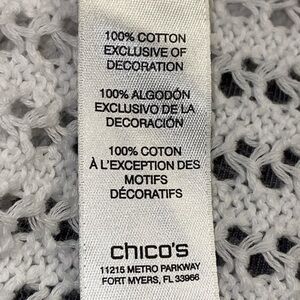 100% COTTON
EXCLUSIVE OF
DECORATION
100% ALGODÓN
EXCLUSIVO DE LA
DECORACIÓN
100% COTON
À L'EXCEPTION DES
MOTIFS
DÉCORATIFS
chico's
11215 METRO PARKWAY
FORT MYERS, FL 33966